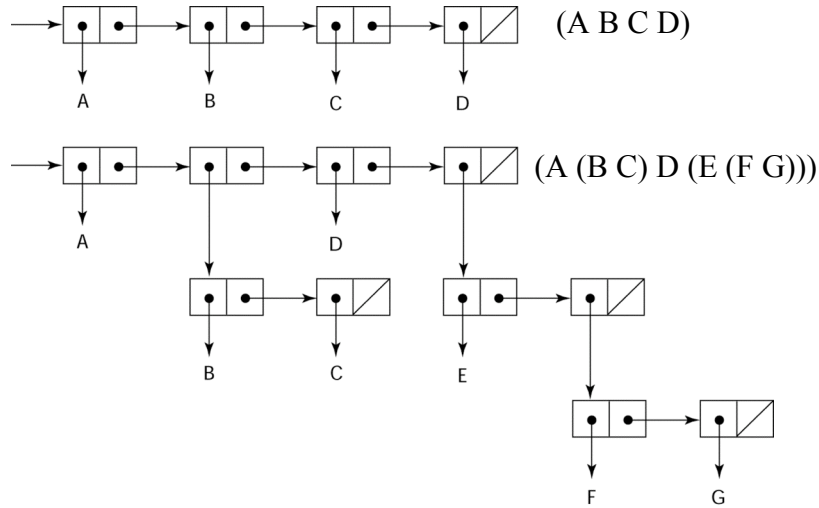 (A B C D)
A B C D
(A (B C) D (E (F G)))
A D
B C E
F G